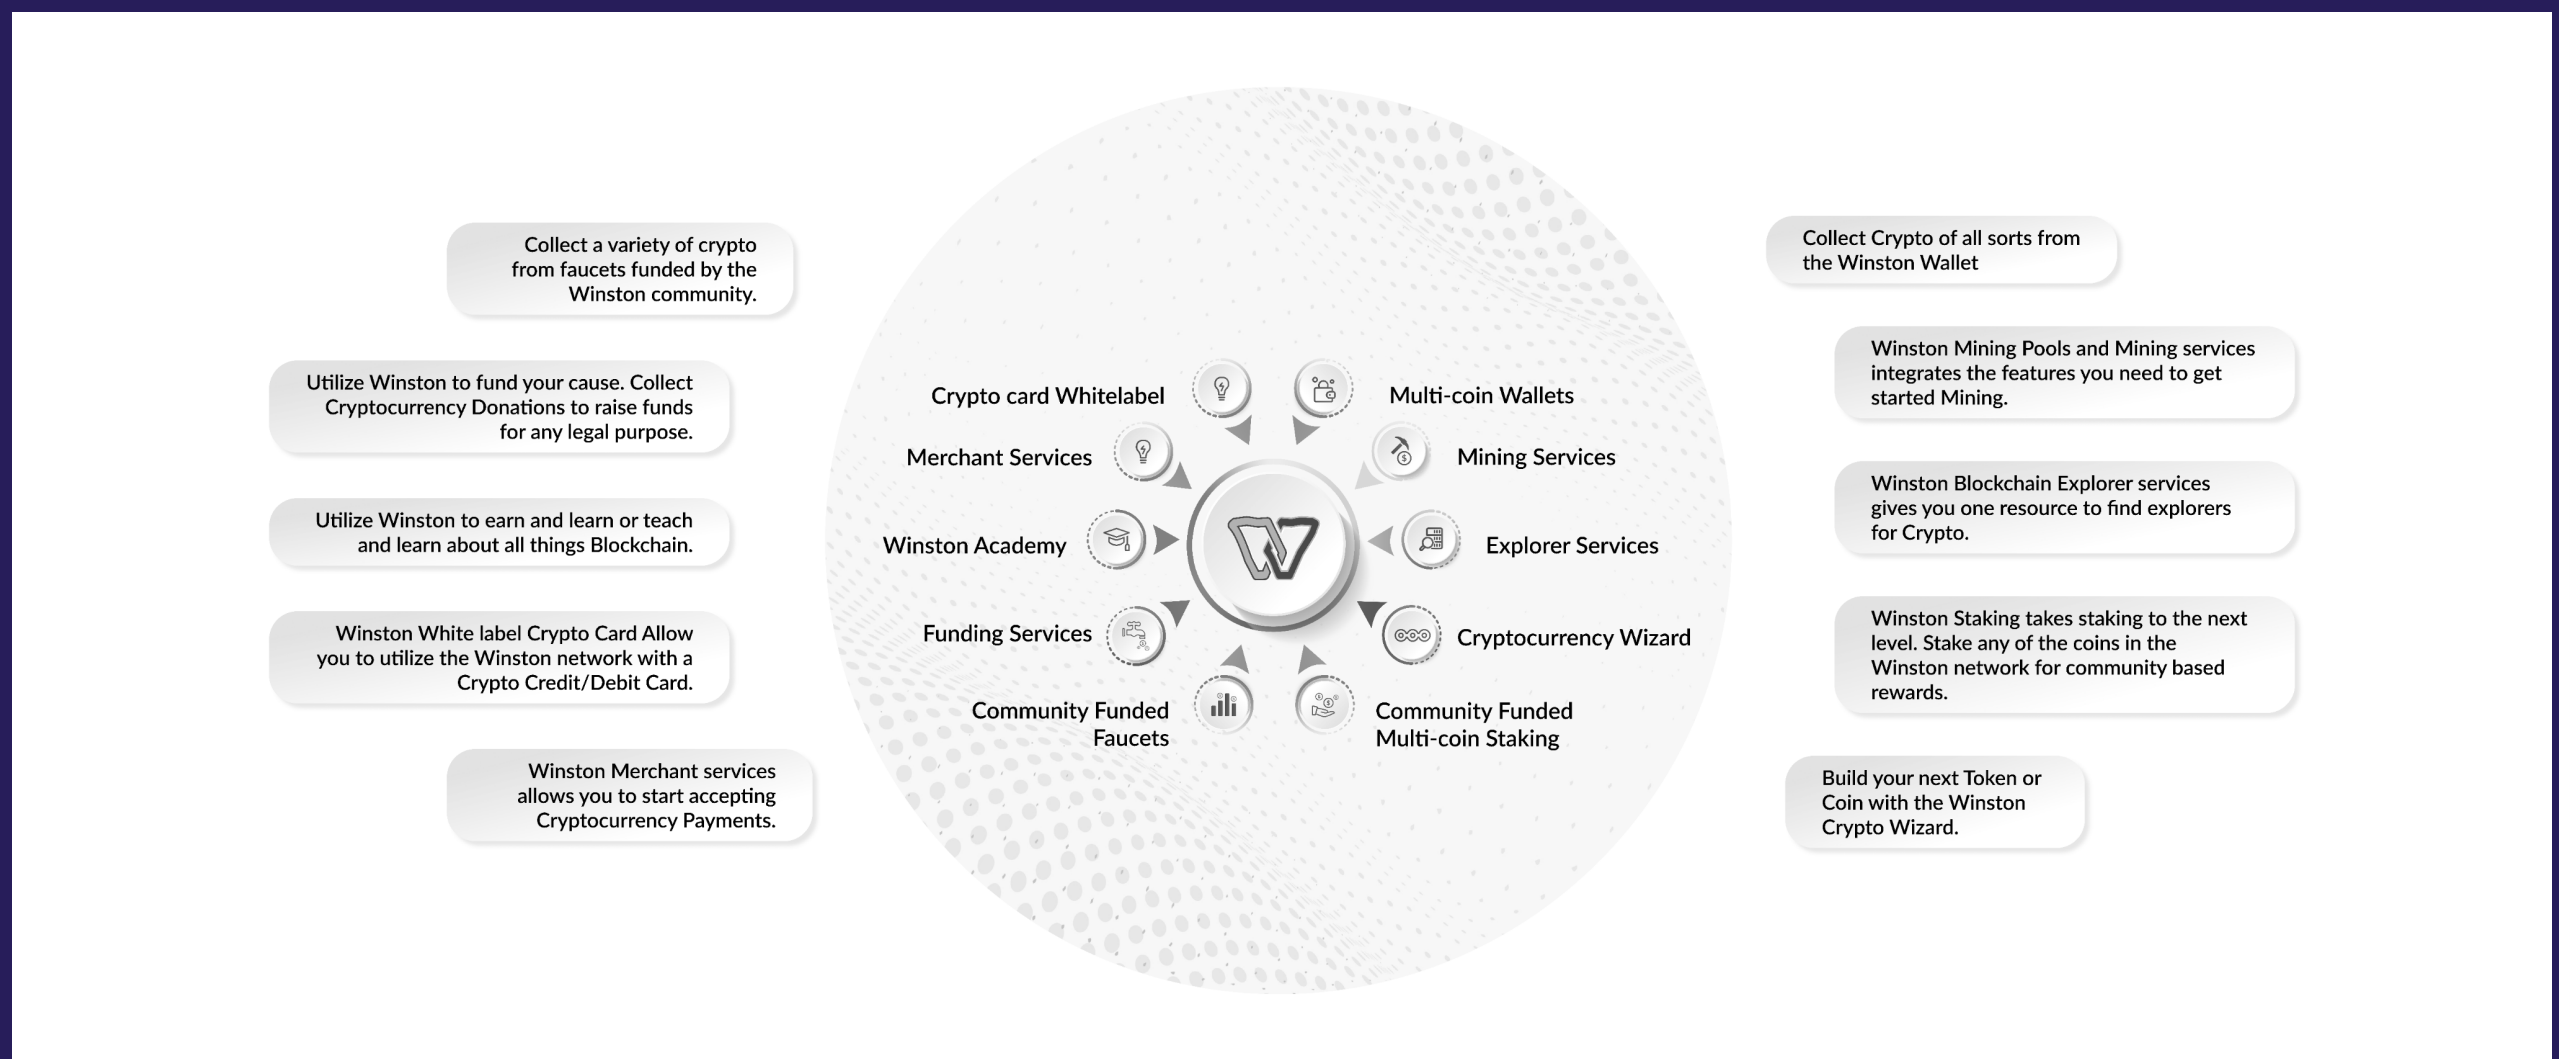 Collect a variety of crypto
from faucets funded by the
Winston community.
Utilize Winston to fund your cause. Collect
Cryptocurrency Donations to raise funds
for any legal purpose.
Utilize Winston to earn and learn or teach
and learn about all things Blockchain.
Winston White label Crypto Card Allow
you to utilize the Winston network with a
Crypto Credit/Debit Card.
Winston Merchant services
allows you to start accepting
Cryptocurrency Payments.
Crypto card Whitelabel
Merchant Services
Winston Academy
Funding Services
Community Funded
Faucets
Multi-coin Wallets
Mining Services
Explorer Services
Cryptocurrency Wizard
Community Funded
Multi-coin Staking
Collect Crypto of all sorts from
the Winston Wallet
Winston Mining Pools and Mining services
integrates the features you need to get
started Mining.
Winston Blockchain Explorer services
gives you one resource to find explorers
for Crypto.
Winston Staking takes staking to the next
level. Stake any of the coins in the
Winston network for community based
rewards.
Build your next Token or
Coin with the Winston
Crypto Wizard.